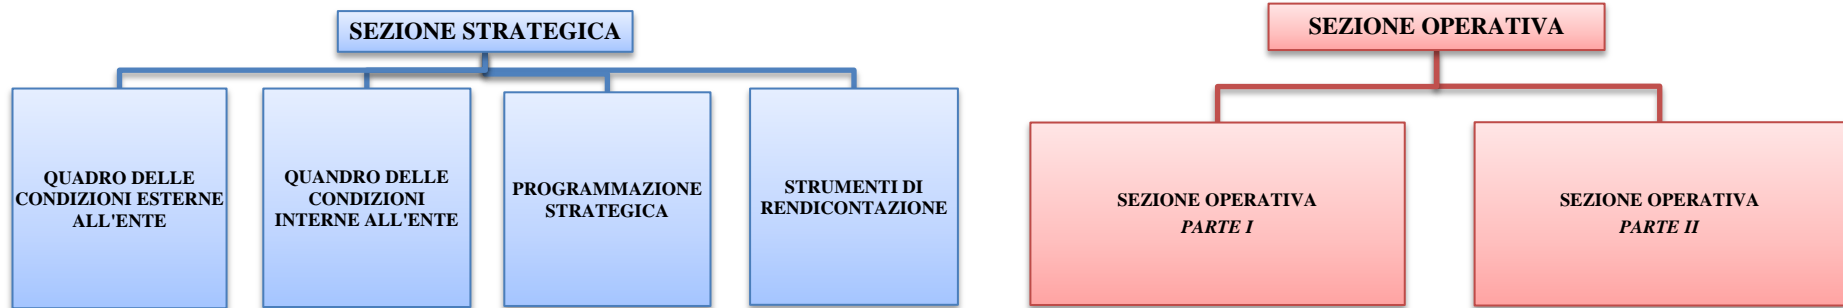 SEZIONE STRATEGICA
QUADRO DELLE
CONDIZIONI ESTERNE
ALL'ENTE
QUANDRO DELLE
CONDIZIONI
INTERNE ALL'ENTE
PROGRAMMAZIONE
STRATEGICA
STRUMENTI DI
RENDICONTAZIONE
SEZIONE OPERATIVA
SEZIONE OPERATIVA
PARTE I
SEZIONE OPERATIVA
PARTE II